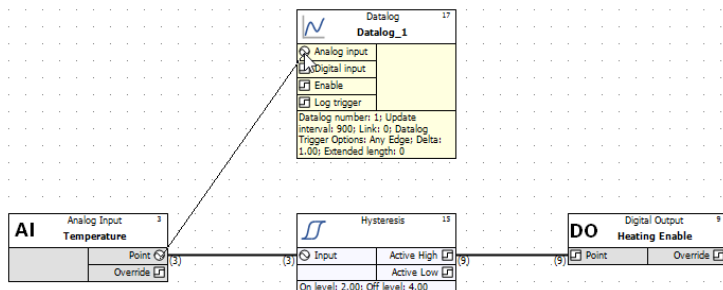 Datalog 17
Datalog_1
Analog input
Digital input
Enable
Log trigger
Datalog number: 1; Update
interval: 900; Link: 0; Datalog
Trigger Options: Any Edge; Delta:
1.00; Extended length: 0
AI
Analog Input 3
Temperature
Point
Override
(3)
(3)
Hysteresis 15
Input
Active High
Active Low
On level: 2.00; Off level: 4.00
(9)
(9)
DO
Digital Output 9
Heating Enable
Point
Override